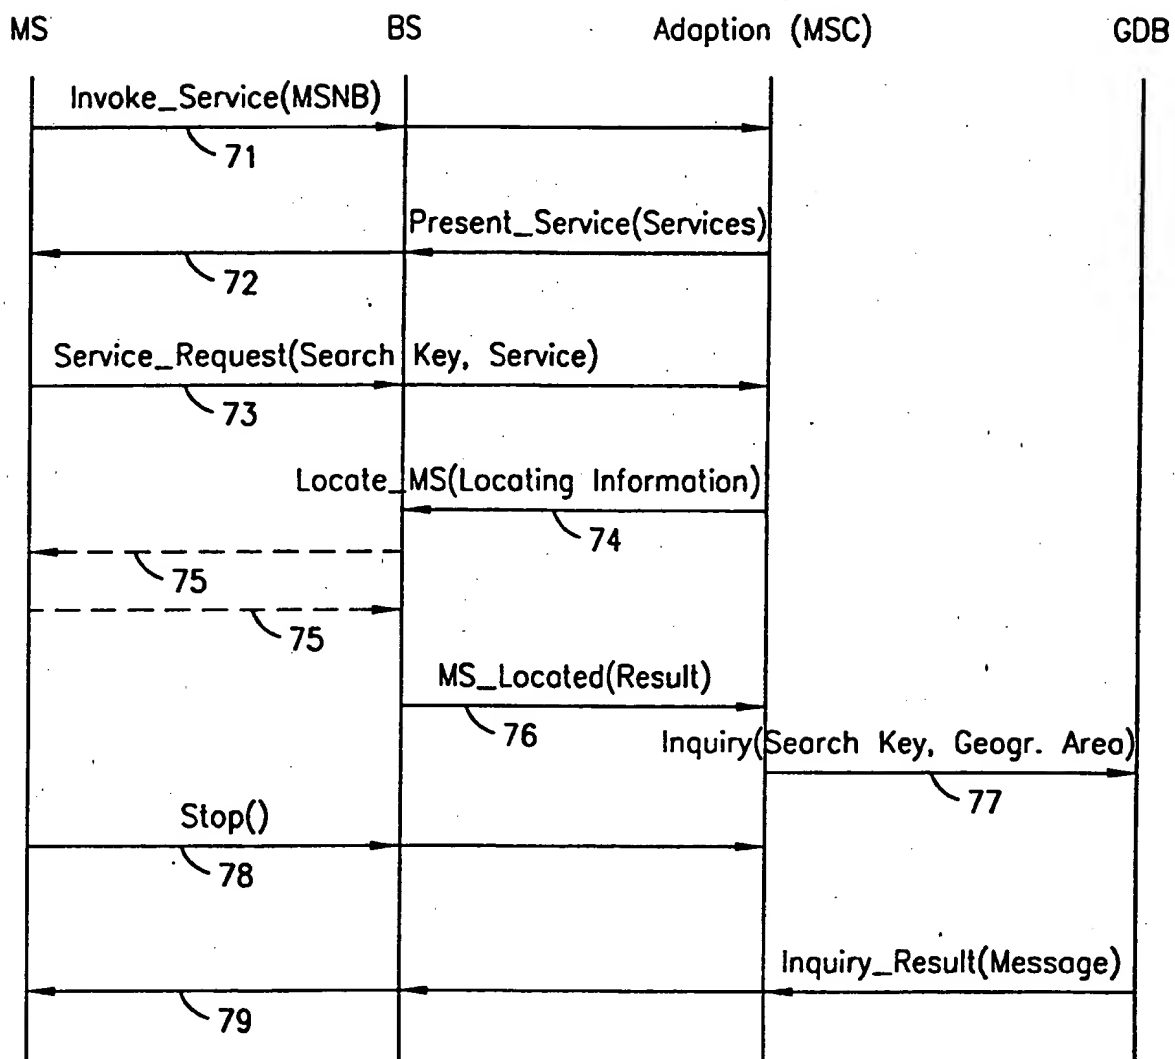 MS BS Adaption (MSC) GDB
Invoke_Service(MSNB)
71
Present_Service(Services)
72
Service_Request(Search Key, Service)
73
Locate_MS(Locating Information)
74
75
75
MS_Located(Result)
76
Inquiry(Search Key, Geogr. Area)
77
Stop()
78
Inquiry_Result(Message)
79